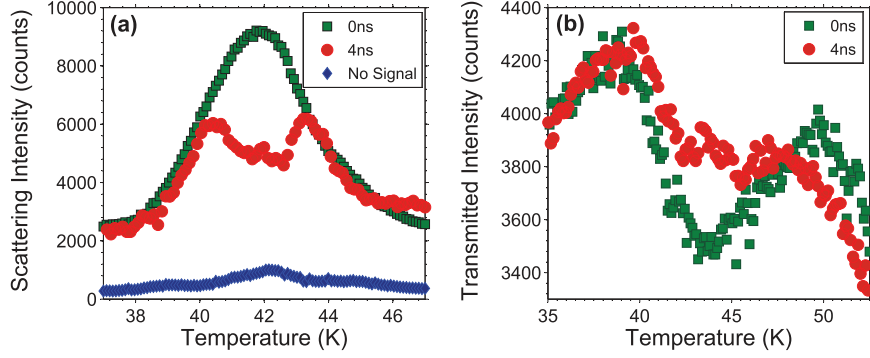 (a)
0ns
4ns
No Signal
Scattering Intensity (counts)
10000
8000
6000
4000
2000
0
38 40 42 44 46
Temperature (K)
(b)
0ns
4ns
Transmitted Intensity (counts)
4400
4200
4000
3800
3600
3400
35 40 45 50
Temperature (K)